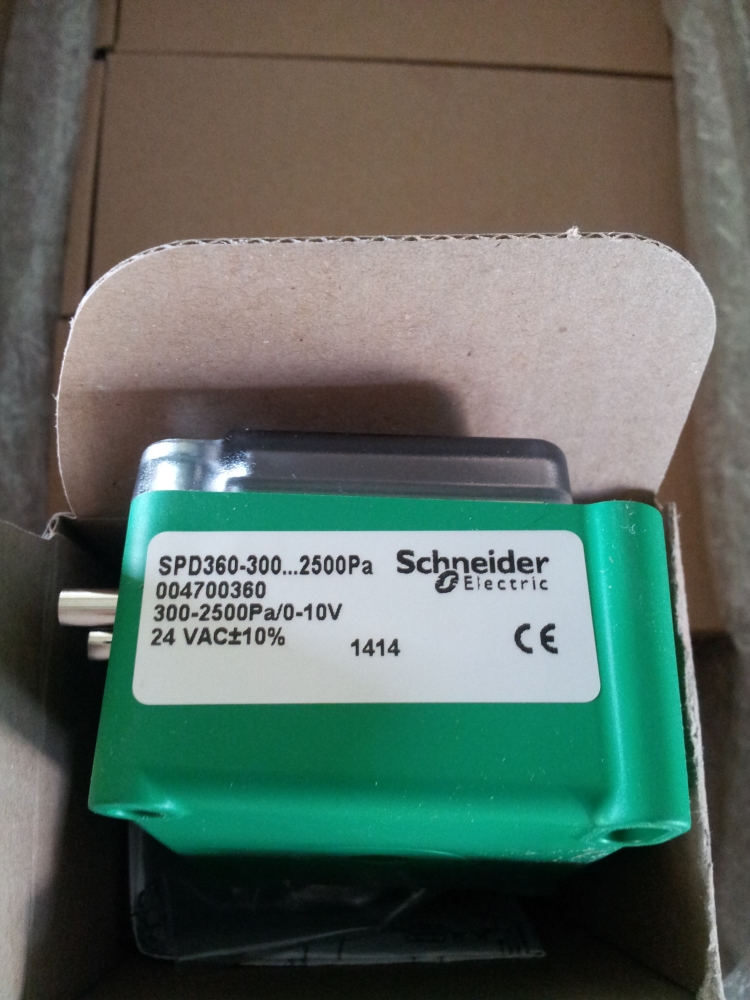 SPD360-300...2500Pa
Schneider
Electric
004700360
300-2500Pa/0-10V
24 VAC±10%
1414
CE